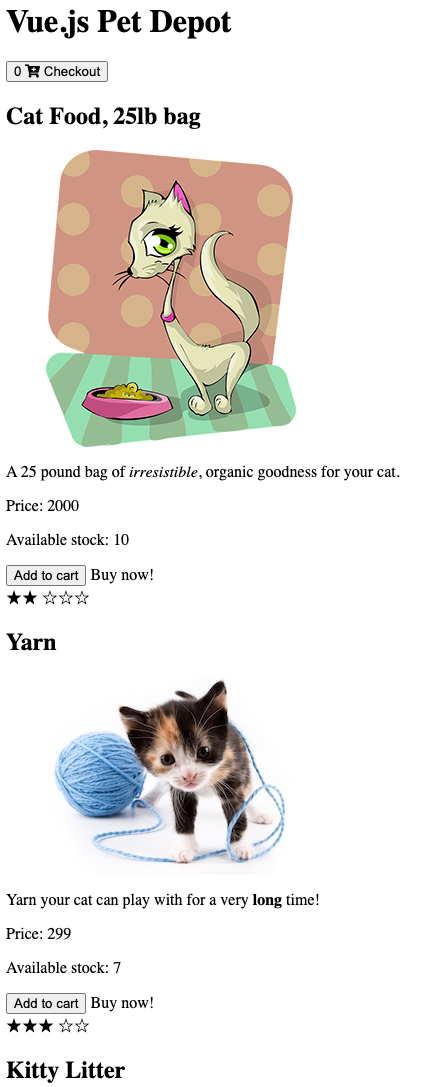 Vue.js Pet Depot
0 Checkout
Cat Food, 25lb bag
A 25 pound bag of irresistible, organic goodness for your cat.
Price: 2000
Available stock: 10
Add to cart Buy now!
★★ ☆☆☆
Yarn
Yarn your cat can play with for a very long time!
Price: 299
Available stock: 7
Add to cart Buy now!
★★★ ☆☆
Kitty Litter